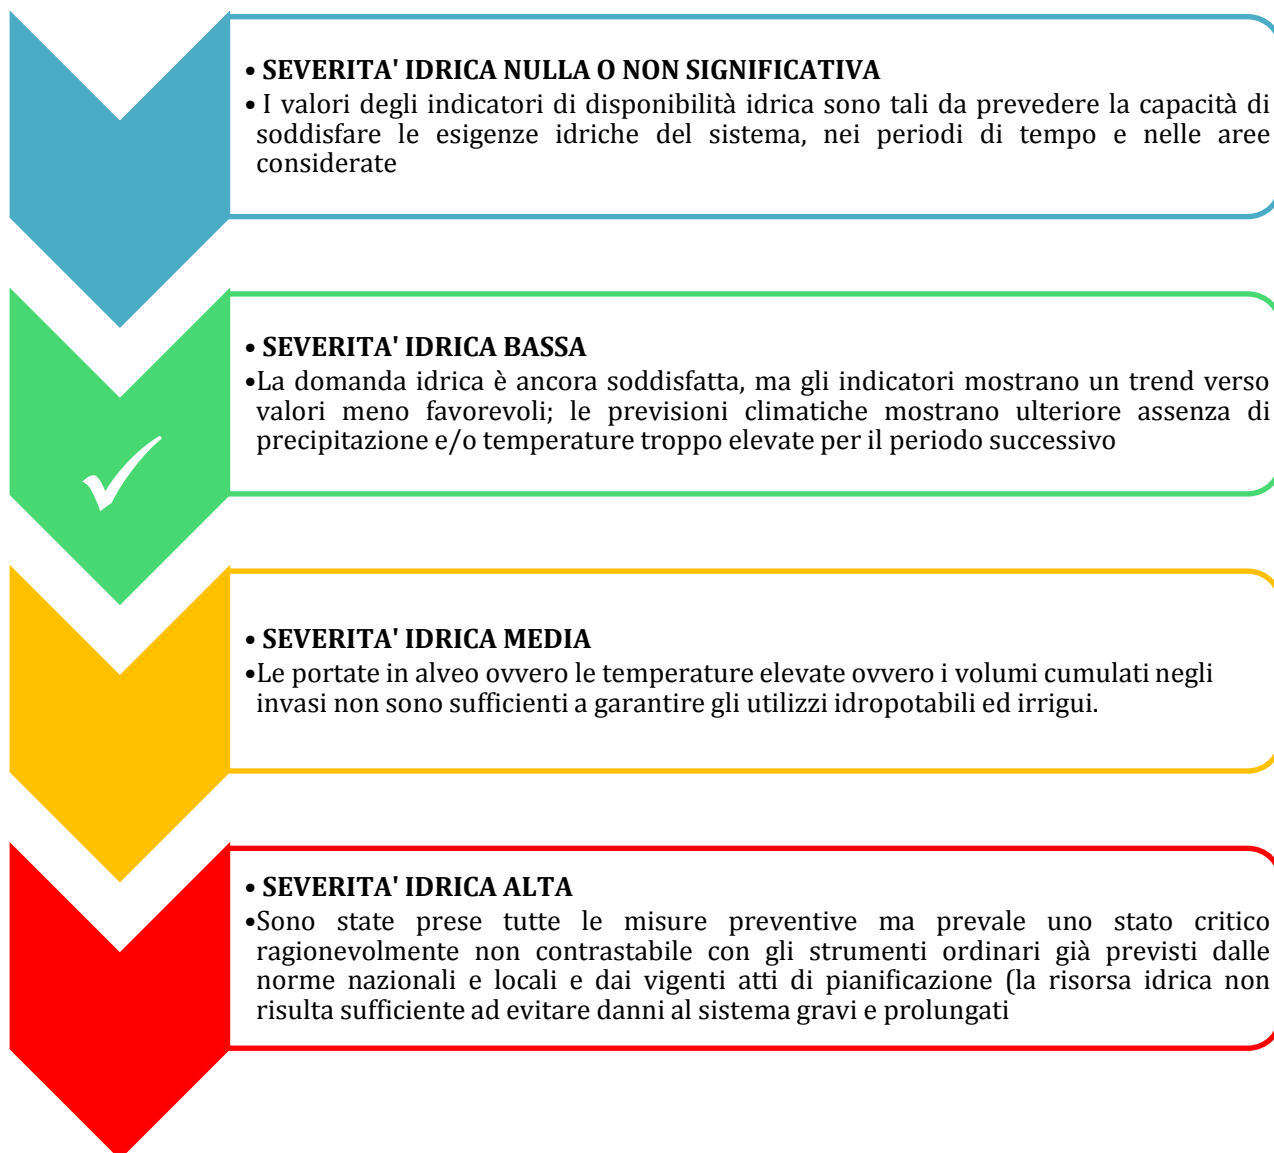 • SEVERITA' IDRICA NULLA O NON SIGNIFICATIVA
• I valori degli indicatori di disponibilità idrica sono tali da prevedere la capacità di
soddisfare le esigenze idriche del sistema, nei periodi di tempo e nelle aree
considerate
• SEVERITA' IDRICA BASSA
•La domanda idrica è ancora soddisfatta, ma gli indicatori mostrano un trend verso
valori meno favorevoli; le previsioni climatiche mostrano ulteriore assenza di
precipitazione e/o temperature troppo elevate per il periodo successivo
• SEVERITA' IDRICA MEDIA
•Le portate in alveo ovvero le temperature elevate ovvero i volumi cumulati negli
invasi non sono sufficienti a garantire gli utilizzi idropotabili ed irrigui.
• SEVERITA' IDRICA ALTA
•Sono state prese tutte le misure preventive ma prevale uno stato critico
ragionevolmente non contrastabile con gli strumenti ordinari già previsti dalle
norme nazionali e locali e dai vigenti atti di pianificazione (la risorsa idrica non
risulta sufficiente ad evitare danni al sistema gravi e prolungati